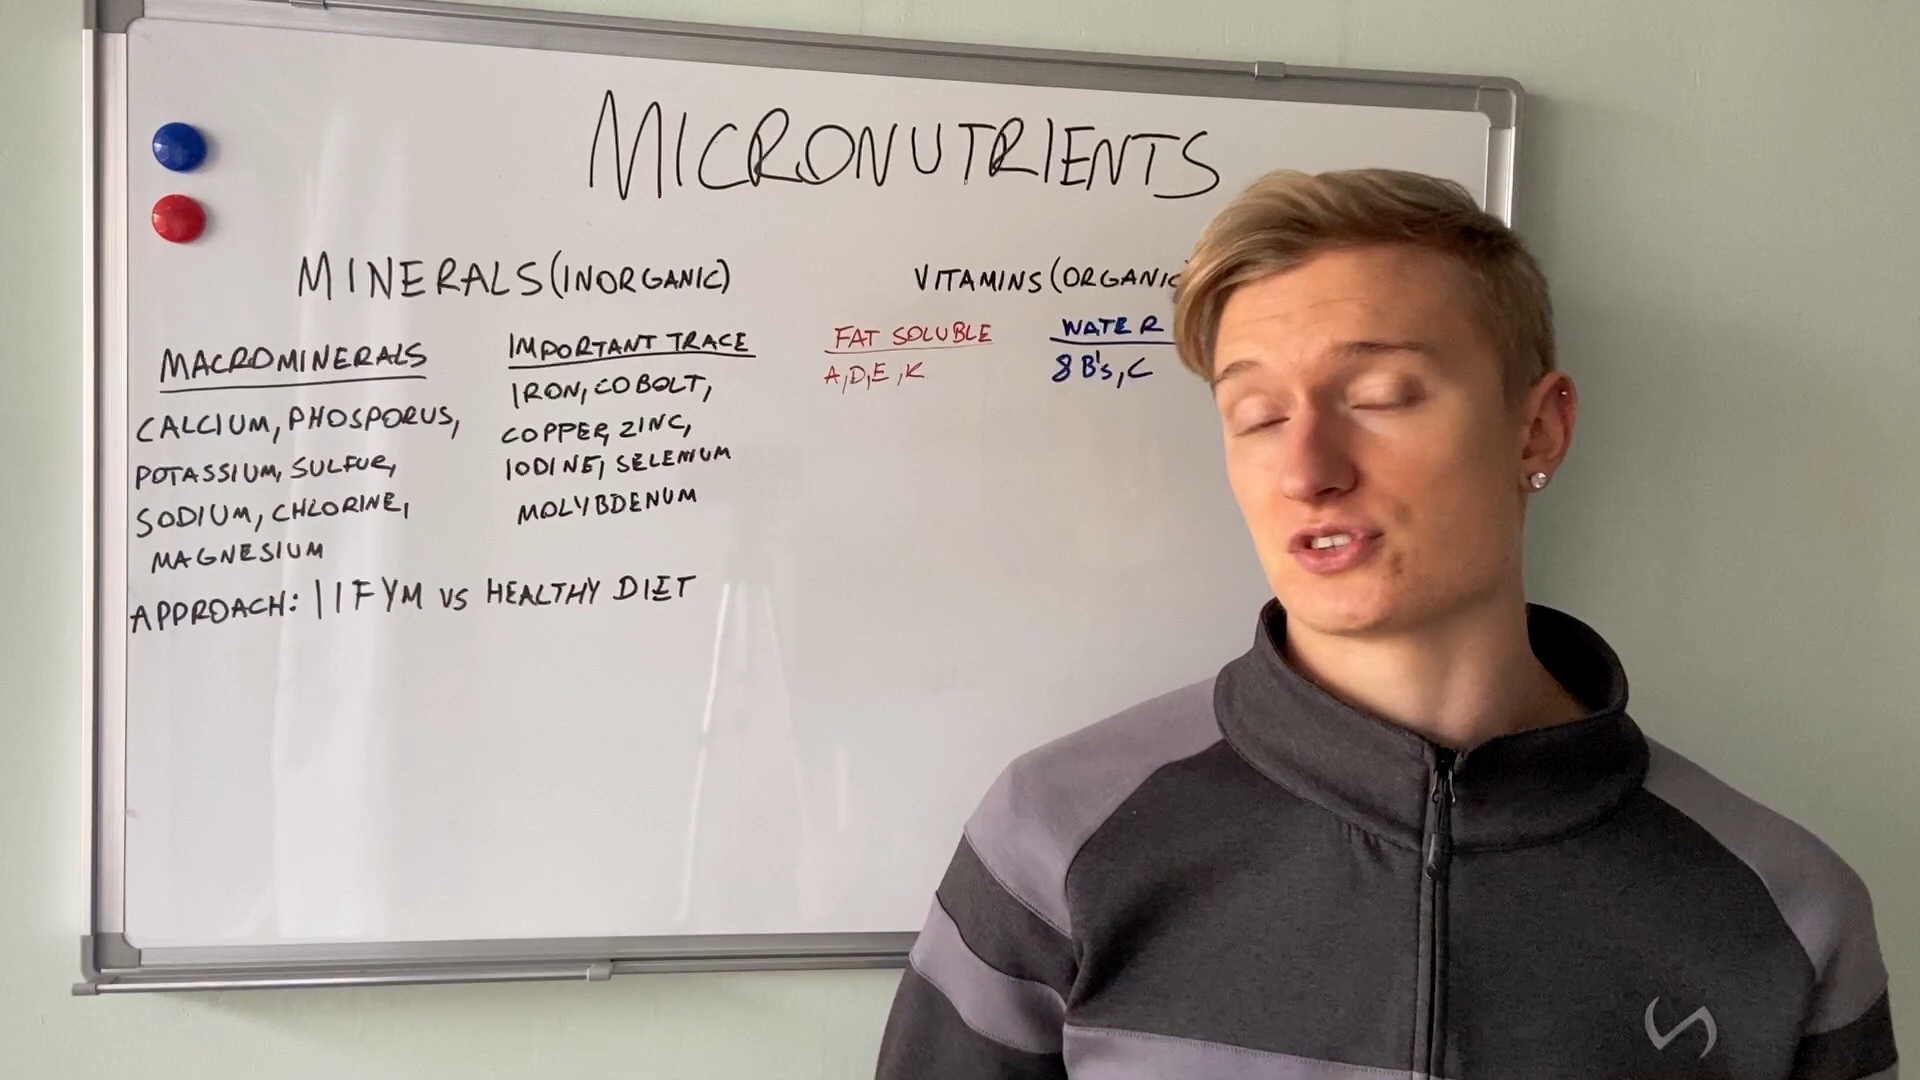 MICRONUTRIENTS
MINERALS (INORGANIC)
MACROMINERALS
CALCIUM, PHOSPORUS,
POTASSIUM, SULFUR,
SODIUM, CHLORINE,
MAGNESIUM
IMPORTANT TRACE
IRON, COBOLT,
COPPER, ZINC,
IODINE, SELENIUM
MOLYBDENUM
APPROACH: IIFYM VS HEALTHY DIET
VITAMINS (ORGANIC
FAT SOLUBLE
A, D, E, K
WATER
8 B's, C